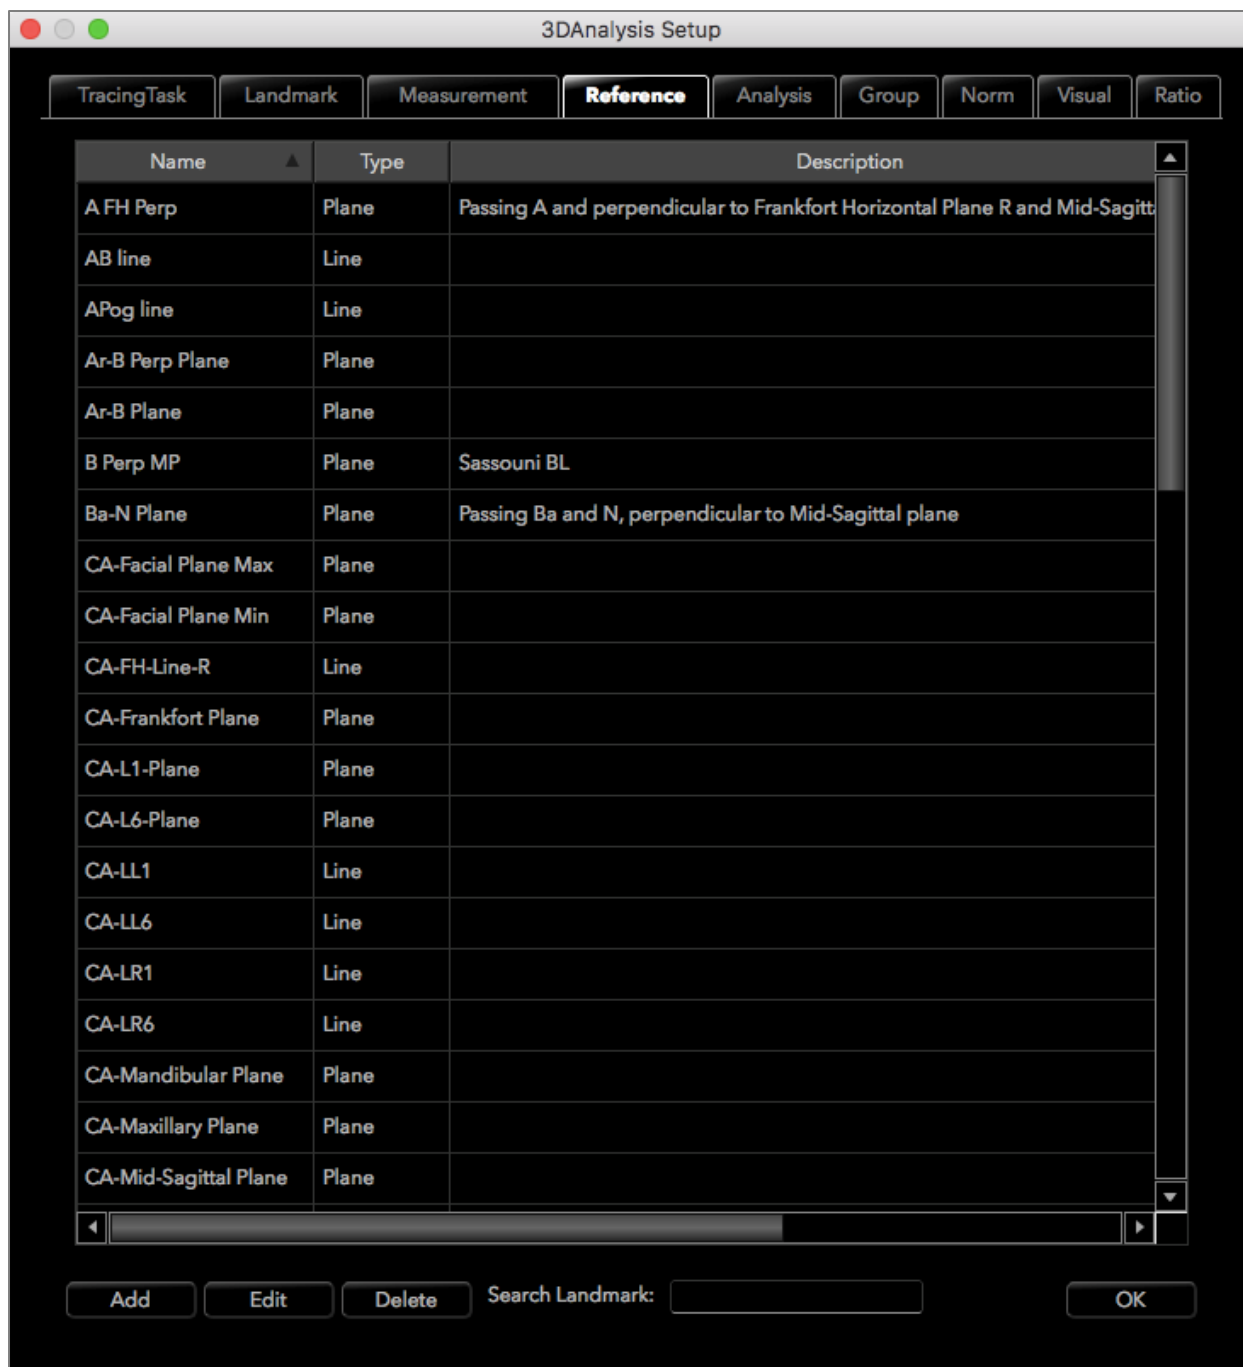 3DAnalysis Setup
TracingTask Landmark Measurement Reference Analysis Group Norm Visual Ratio
Name Type Description
A FH Perp Plane Passing A and perpendicular to Frankfort Horizontal Plane R and Mid-Sagitt
AB line Line
APog line Line
Ar-B Perp Plane Plane
Ar-B Plane Plane
B Perp MP Plane Sassouni BL
Ba-N Plane Plane Passing Ba and N, perpendicular to Mid-Sagittal plane
CA-Facial Plane Max Plane
CA-Facial Plane Min Plane
CA-FH-Line-R Line
CA-Frankfort Plane Plane
CA-L1-Plane Plane
CA-L6-Plane Plane
CA-LL1 Line
CA-LL6 Line
CA-LR1 Line
CA-LR6 Line
CA-Mandibular Plane Plane
CA-Maxillary Plane Plane
CA-Mid-Sagittal Plane Plane
Add Edit Delete Search Landmark: OK